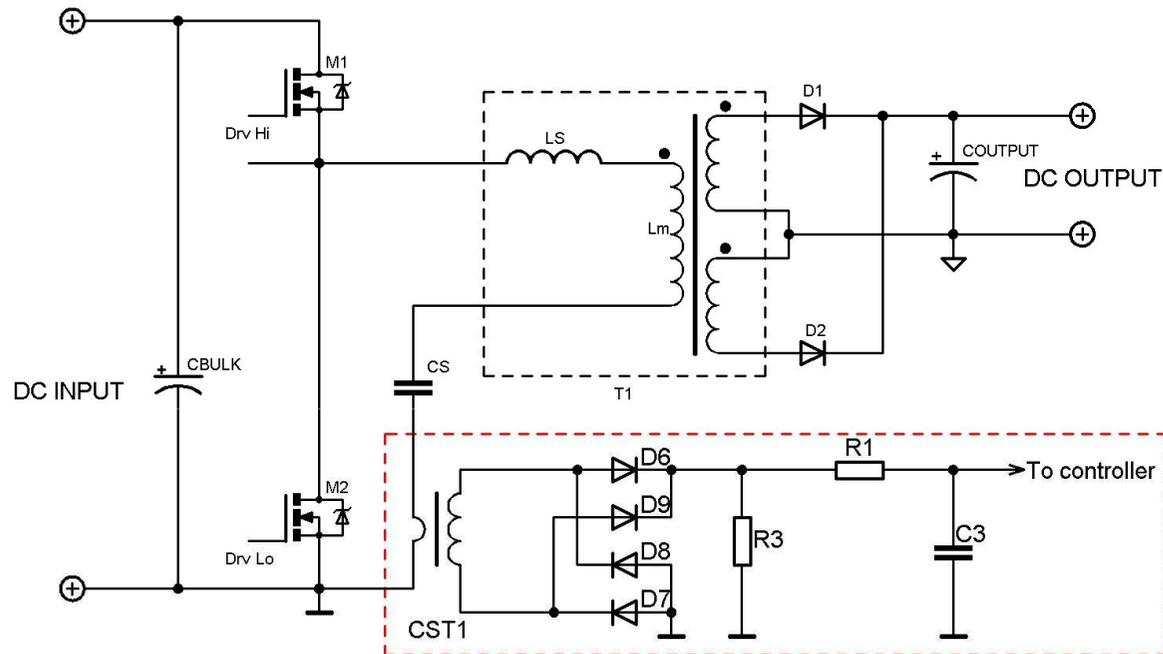 M1
D1
Drv Hi
LS
COUTPUT
DC OUTPUT
Lm
D2
CBULK
CS
DC INPUT
T1
D6
R1
To controller
M2
D9
R3
C3
Drv Lo
D8
D7
CST1